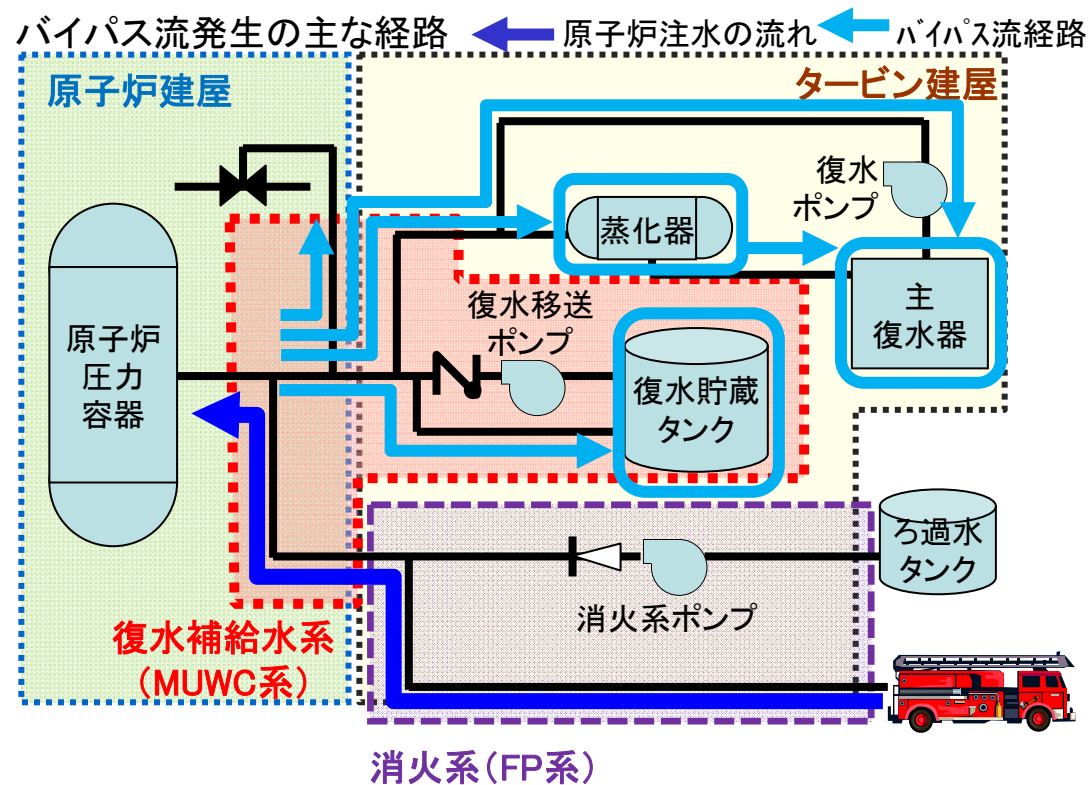 バイパス流発生の主な経路
原子炉注水の流れ
バイパス流経路
原子炉建屋
タービン建屋
復水
ポンプ
蒸化器
主
復水器
復水移送
ポンプ
原子炉
圧力
容器
復水貯蔵
タンク
ろ過水
タンク
消火系ポンプ
復水補給水系
（MUWC系）
消火系（FP系）